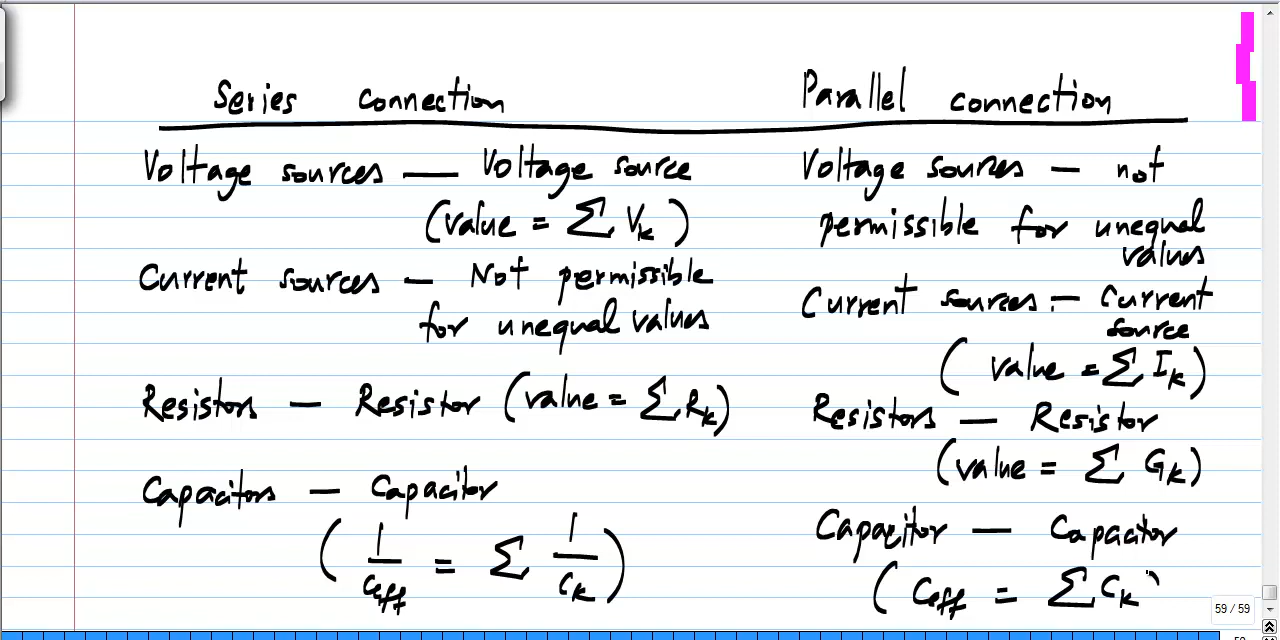 Series connection
Parallel connection
Voltage sources — Voltage source
(value = ∑ Vk)
Current sources — Not permissible
for unequal values
Resistors — Resistor (value = ∑ Rk)
Capacitors — Capacitor
(1/Ceff = ∑ 1/Ck)
Voltage sources — not
permissible for unequal
values
Current sources — Current
source
(value = ∑ Ik)
Resistors — Resistor
(value = ∑ Gk)
Capacitor — Capacitor
(Ceff = ∑ Ck)
59 / 59